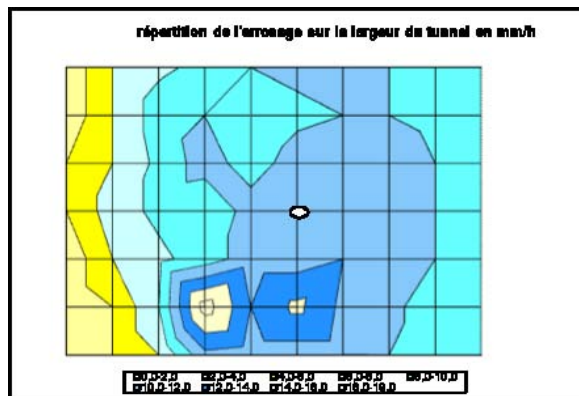 répartition de l'arrosage sur la largeur du tunnel en mm/h
0,0-2,0 2,0-4,0 4,0-6,0 6,0-8,0 8,0-10,0
10,0-12,0 12,0-14,0 14,0-16,0 16,0-18,0